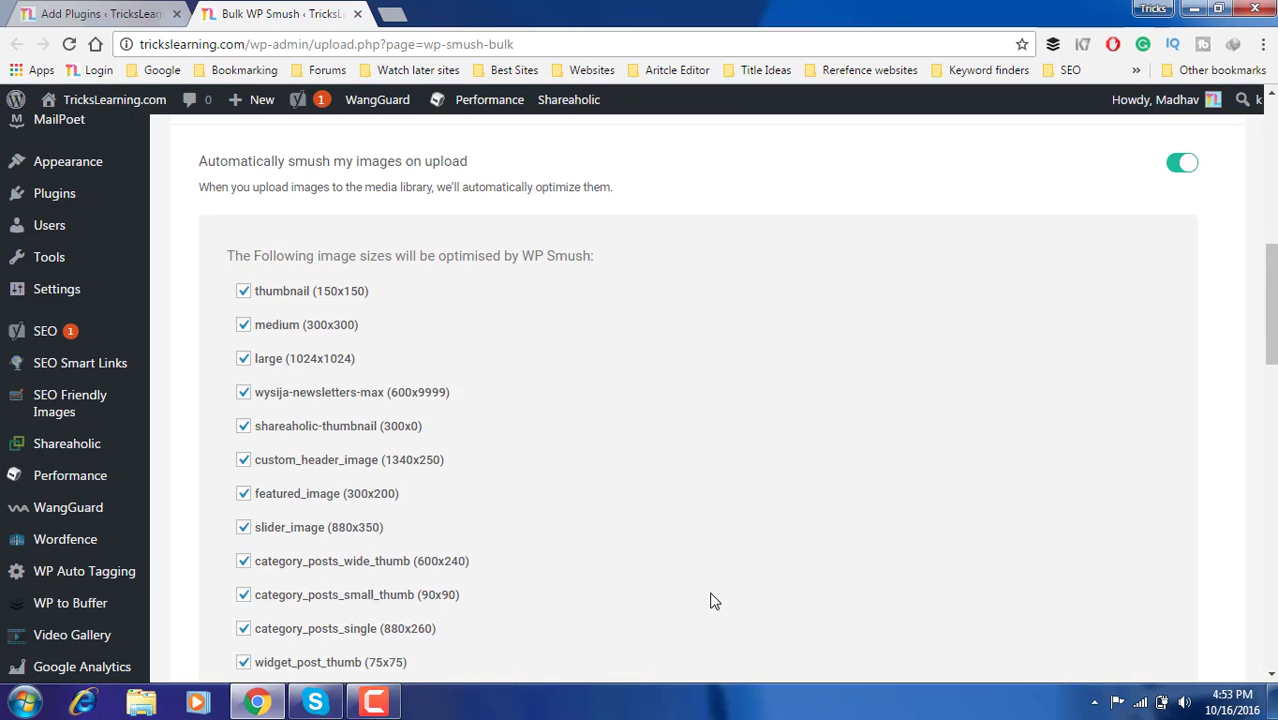 Add Plugins ‹ TricksLearn
Bulk WP Smush ‹ TricksL
Tricks
trickslearning.com/wp-admin/upload.php?page=wp-smush-bulk
Apps
Login
Google
Bookmarking
Forums
Watch later sites
Best Sites
Websites
Aritcle Editor
Title Ideas
Rerefence websites
Keyword finders
SEO
»
Other bookmarks
TricksLearning.com
0
New
1
WangGuard
Performance
Shareaholic
Howdy, Madhav
k
MailPoet
Appearance
Plugins
Users
Tools
Settings
SEO 1
SEO Smart Links
SEO Friendly
Images
Shareaholic
Performance
WangGuard
Wordfence
WP Auto Tagging
WP to Buffer
Video Gallery
Google Analytics
Automatically smush my images on upload
When you upload images to the media library, we’ll automatically optimize them.
The Following image sizes will be optimised by WP Smush:
thumbnail (150x150)
medium (300x300)
large (1024x1024)
wysija-newsletters-max (600x9999)
shareaholic-thumbnail (300x0)
custom_header_image (1340x250)
featured_image (300x200)
slider_image (880x350)
category_posts_wide_thumb (600x240)
category_posts_small_thumb (90x90)
category_posts_single (880x260)
widget_post_thumb (75x75)
4:53 PM
10/16/2016